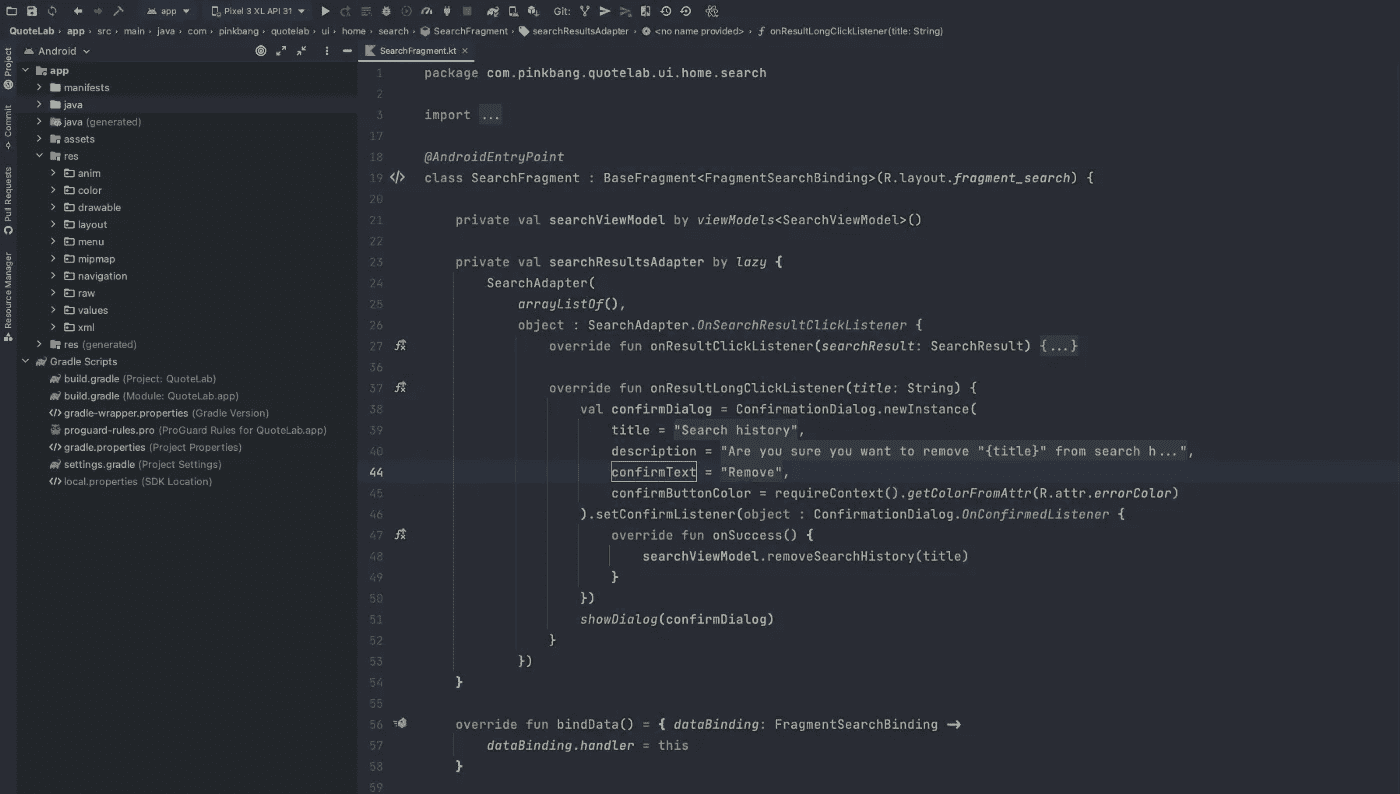 app Pixel 3 XL API 31 Git:
QuoteLab › app › src › main › java › com › pinkbang › quotelab › ui › home › search › SearchFragment › searchResultsAdapter › <no name provided> › onResultLongClickListener(title: String)
Project
Commit
Pull Requests
Resource Manager
Android
app
manifests
java
java (generated)
assets
res
anim
color
drawable
layout
menu
mipmap
navigation
raw
values
xml
res (generated)
Gradle Scripts
build.gradle (Project: QuoteLab)
build.gradle (Module: QuoteLab.app)
gradle-wrapper.properties (Gradle Version)
proguard-rules.pro (ProGuard Rules for QuoteLab.app)
gradle.properties (Project Properties)
settings.gradle (Project Settings)
local.properties (SDK Location)
SearchFragment.kt
1 package com.pinkbang.quotelab.ui.home.search
2
3 import ...
17
18 @AndroidEntryPoint
19 class SearchFragment : BaseFragment<FragmentSearchBinding>(R.layout.fragment_search) {
20
21 private val searchViewModel by viewModels<SearchViewModel>()
22
23 private val searchResultsAdapter by lazy {
24 SearchAdapter(
25 arrayListOf(),
26 object : SearchAdapter.OnSearchResultClickListener {
27 override fun onResultClickListener(searchResult: SearchResult) {...}
36
37 override fun onResultLongClickListener(title: String) {
38 val confirmDialog = ConfirmationDialog.newInstance(
39 title = "Search history",
40 description = "Are you sure you want to remove "{title}" from search h...",
44 confirmText = "Remove",
45 confirmButtonColor = requireContext().getColorFromAttr(R.attr.errorColor)
46 ).setConfirmListener(object : ConfirmationDialog.OnConfirmedListener {
47 override fun onSuccess() {
48 searchViewModel.removeSearchHistory(title)
49 }
50 })
51 showDialog(confirmDialog)
52 }
53 })
54 }
55
56 override fun bindData() = { dataBinding: FragmentSearchBinding →
57 dataBinding.handler = this
58 }
59